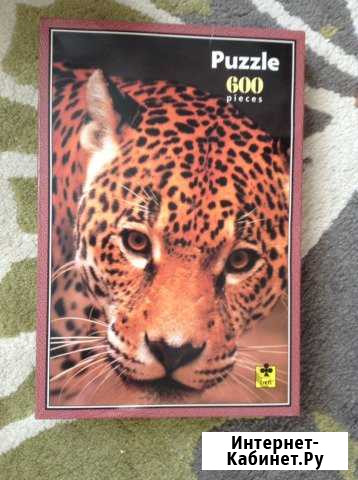 Puzzle
600
pieces
Интернет-
Кабинет.Ру